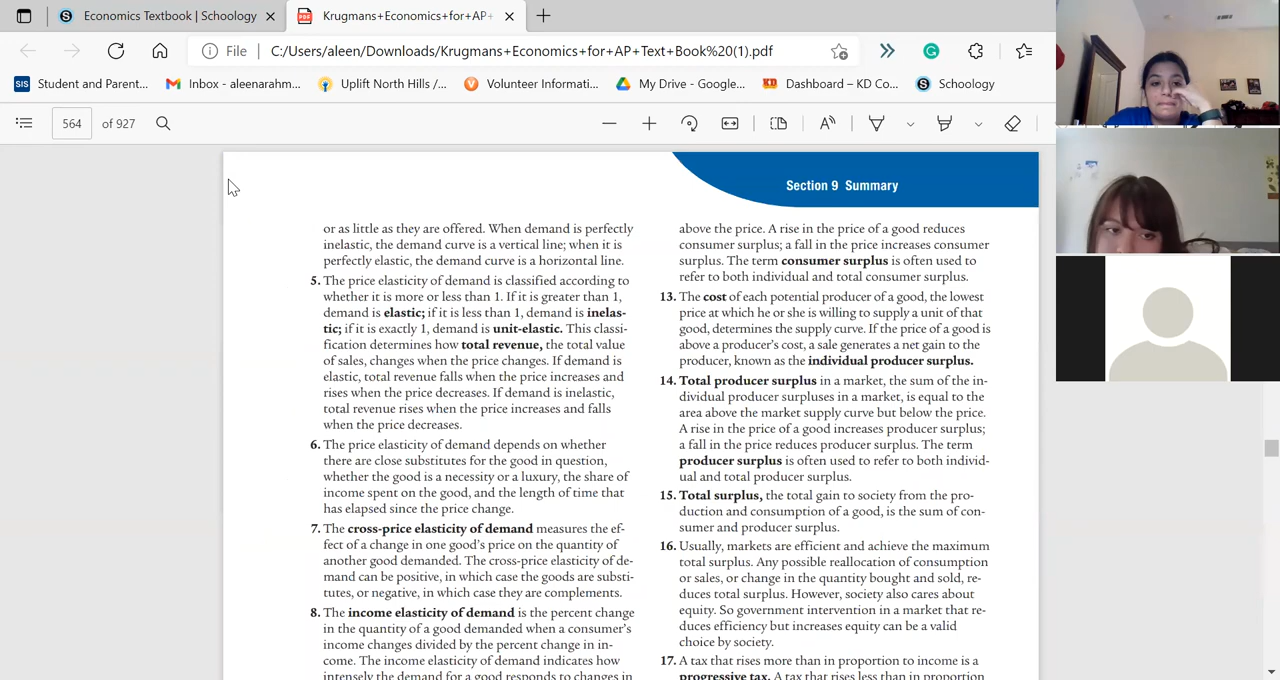 Economics Textbook | Schoology
Krugmans+Economics+for+AP+
File
C:/Users/aleen/Downloads/Krugmans+Economics+for+AP+Text+Book%20(1).pdf
SIS
Student and Parent...
Inbox - aleenarahm...
Uplift North Hills /...
Volunteer Informati...
My Drive - Google...
KD
Dashboard – KD Co...
S
Schoology
564
of 927
Section 9 Summary
or as little as they are offered. When demand is perfectly
inelastic, the demand curve is a vertical line; when it is
perfectly elastic, the demand curve is a horizontal line.
5. The price elasticity of demand is classified according to
whether it is more or less than 1. If it is greater than 1,
demand is elastic; if it is less than 1, demand is inelas-
tic; if it is exactly 1, demand is unit-elastic. This classi-
fication determines how total revenue, the total value
of sales, changes when the price changes. If demand is
elastic, total revenue falls when the price increases and
rises when the price decreases. If demand is inelastic,
total revenue rises when the price increases and falls
when the price decreases.
6. The price elasticity of demand depends on whether
there are close substitutes for the good in question,
whether the good is a necessity or a luxury, the share of
income spent on the good, and the length of time that
has elapsed since the price change.
7. The cross-price elasticity of demand measures the ef-
fect of a change in one good's price on the quantity of
another good demanded. The cross-price elasticity of de-
mand can be positive, in which case the goods are substi-
tutes, or negative, in which case they are complements.
8. The income elasticity of demand is the percent change
in the quantity of a good demanded when a consumer's
income changes divided by the percent change in in-
come. The income elasticity of demand indicates how
intensely the demand for a good responds to changes in
above the price. A rise in the price of a good reduces
consumer surplus; a fall in the price increases consumer
surplus. The term consumer surplus is often used to
refer to both individual and total consumer surplus.
13. The cost of each potential producer of a good, the lowest
price at which he or she is willing to supply a unit of that
good, determines the supply curve. If the price of a good is
above a producer's cost, a sale generates a net gain to the
producer, known as the individual producer surplus.
14. Total producer surplus in a market, the sum of the in-
dividual producer surpluses in a market, is equal to the
area above the market supply curve but below the price.
A rise in the price of a good increases producer surplus;
a fall in the price reduces producer surplus. The term
producer surplus is often used to refer to both individ-
ual and total producer surplus.
15. Total surplus, the total gain to society from the pro-
duction and consumption of a good, is the sum of con-
sumer and producer surplus.
16. Usually, markets are efficient and achieve the maximum
total surplus. Any possible reallocation of consumption
or sales, or change in the quantity bought and sold, re-
duces total surplus. However, society also cares about
equity. So government intervention in a market that re-
duces efficiency but increases equity can be a valid
choice by society.
17. A tax that rises more than in proportion to income is a
progressive tax. A tax that rises less than in proportion